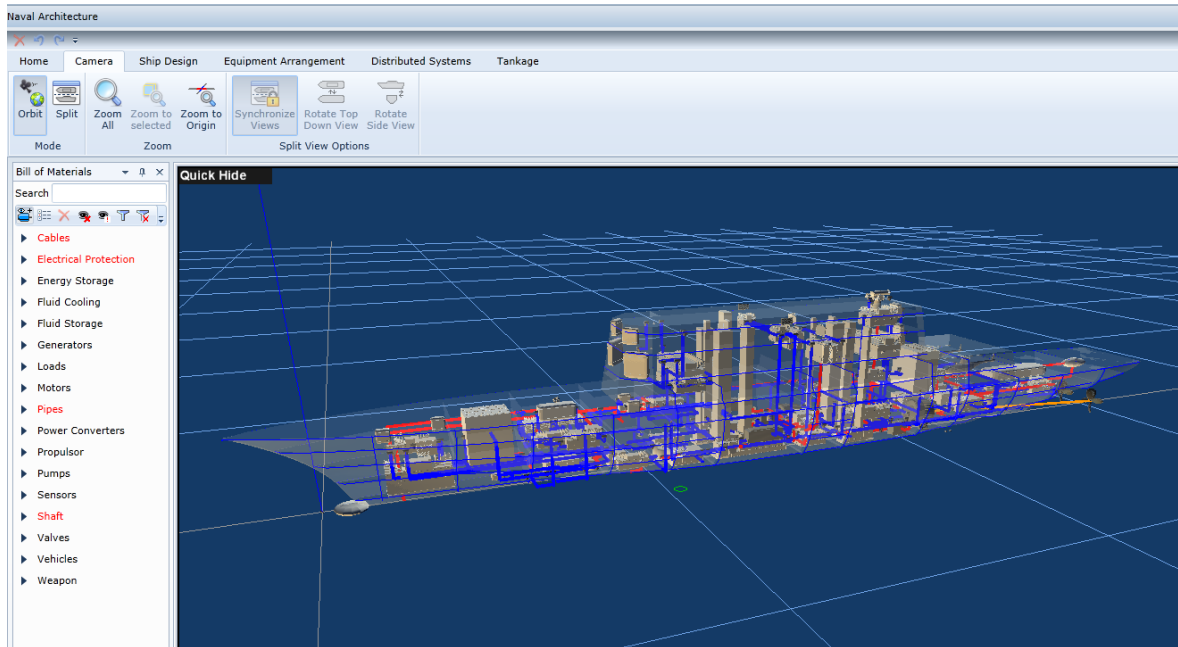 Naval Architecture
Home Camera Ship Design Equipment Arrangement Distributed Systems Tankage
Orbit Split Zoom All Zoom to selected Zoom to Origin Synchronize Views Rotate Top Down View Rotate Side View
Mode Zoom Split View Options
Bill of Materials
Quick Hide
Search
Cables
Electrical Protection
Energy Storage
Fluid Cooling
Fluid Storage
Generators
Loads
Motors
Pipes
Power Converters
Propulsor
Pumps
Sensors
Shaft
Valves
Vehicles
Weapon